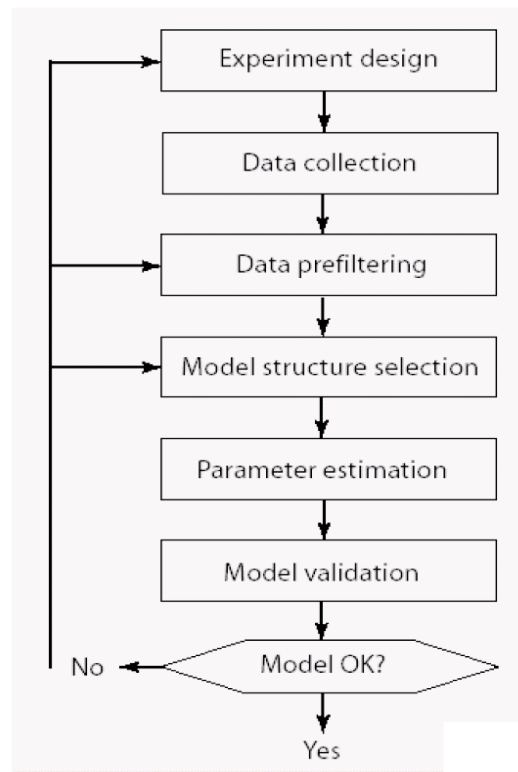 Experiment design
Data collection
Data prefiltering
Model structure selection
Parameter estimation
Model validation
Model OK?
No
Yes